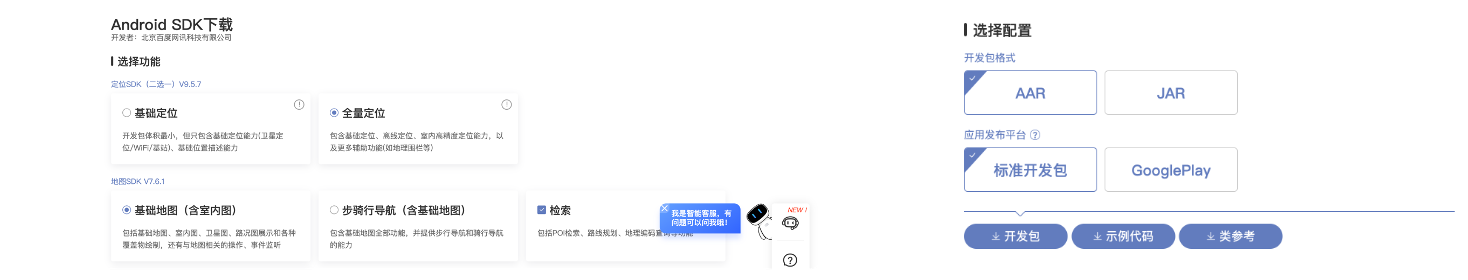 Android SDK下载
开发者：北京百度网讯科技有限公司
选择功能
定位SDK（二选一）V9.5.7
基础定位
开发包体积最小，但只包含基础定位能力(卫星定
位/WiFi/基站)、基础位置描述能力
全量定位
包含基础定位、离线定位、室内高精度定位能力，以
及更多辅助功能(如地理围栏等)
地图SDK V7.6.1
基础地图（含室内图）
包括基础地图、室内图、卫星图、路况图展示和各种
覆盖物绘制，还有与地图相关的操作、事件监听
步骑行导航（含基础地图）
包含基础地图全部功能，并提供步行导航和骑行导航
的能力
检索
包括POI检索、路线规划、地理编码查询等功能
我是智能客服，有
问题可以问我哦!
NEW !
选择配置
开发包格式
AAR
JAR
应用发布平台
标准开发包
GooglePlay
开发包
示例代码
类参考